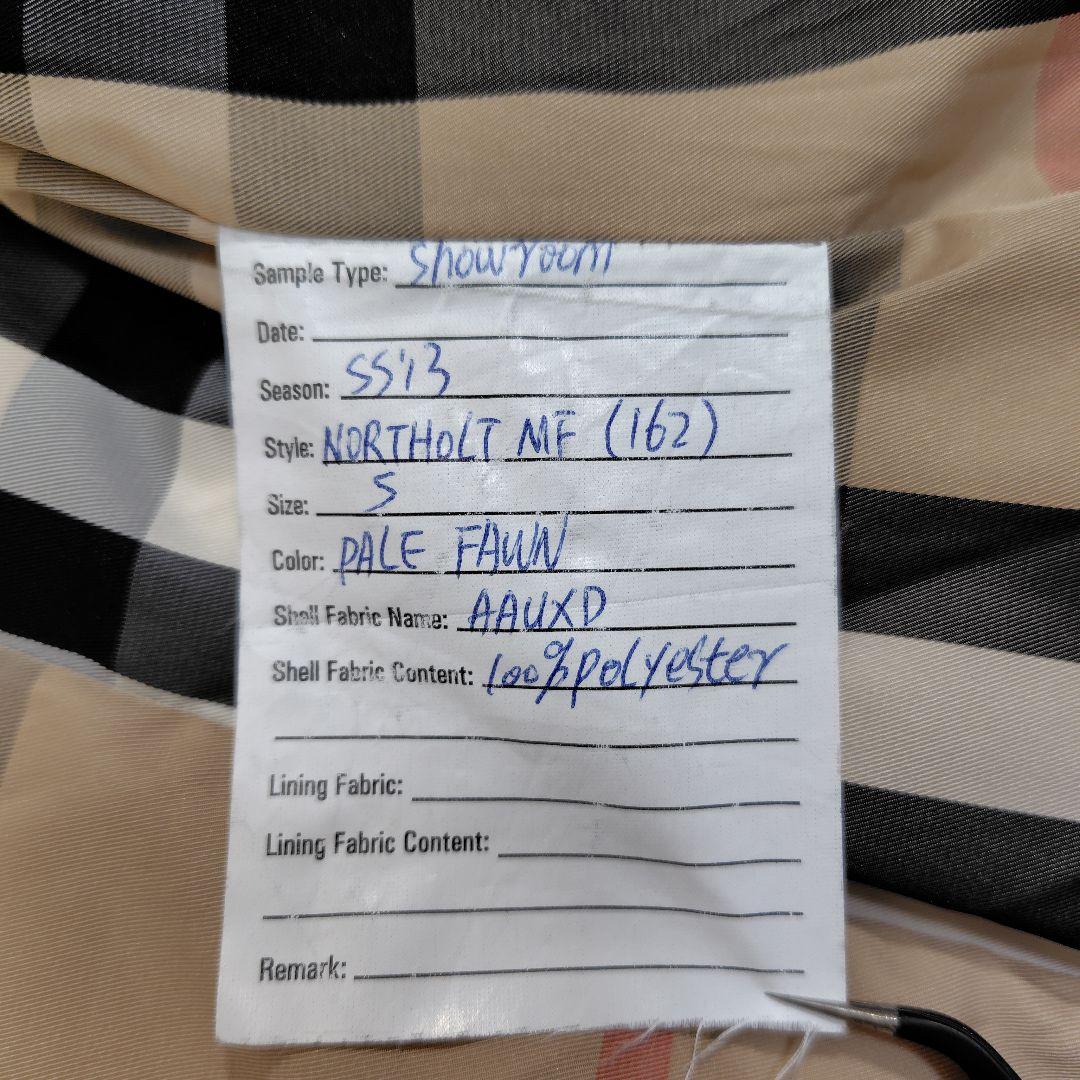 Sample Type: Showroom
Date:
Season: SS'13
Style: NORTHOLT MF (162)
Size: S
Color: PALE FAWN
Shell Fabric Name: AAUXD
Shell Fabric Content: 100% polyester
Lining Fabric:
Lining Fabric Content:
Remark: